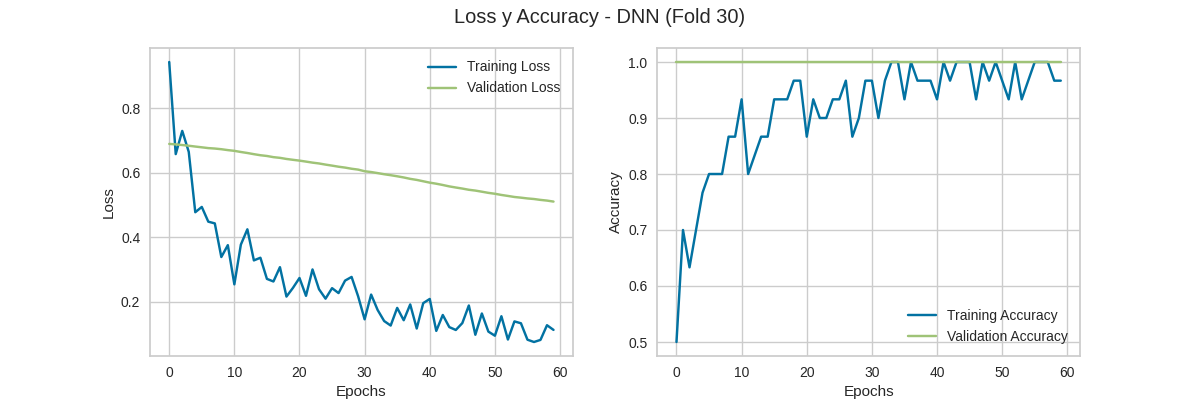 Loss y Accuracy - DNN (Fold 30)
Training Loss
Validation Loss
0.8
0.6
0.4
0.2
Loss
0 10 20 30 40 50 60
Epochs
1.0
0.9
0.8
0.7
0.6
0.5
Accuracy
Training Accuracy
Validation Accuracy
0 10 20 30 40 50 60
Epochs